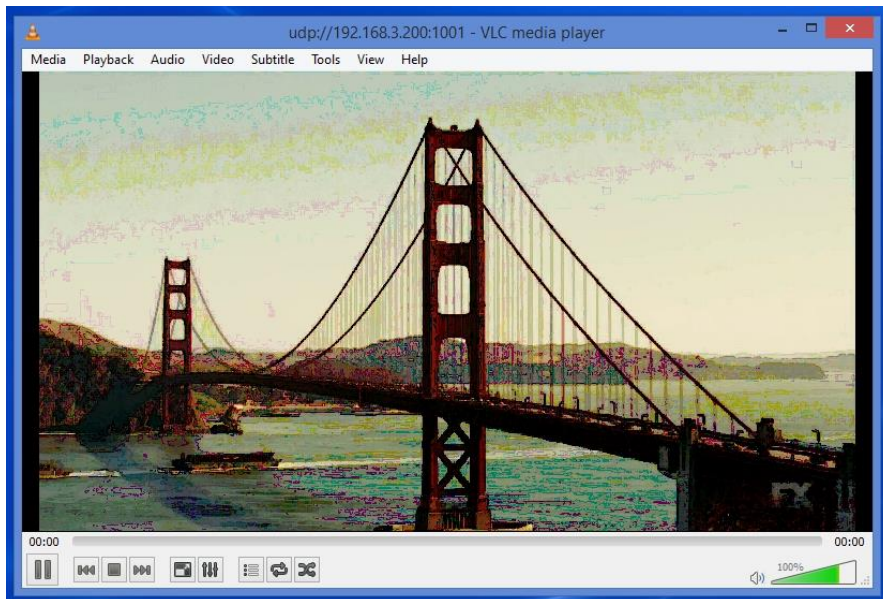 udp://192.168.3.200:1001 - VLC media player
Media Playback Audio Video Subtitle Tools View Help
00:00 00:00
100%